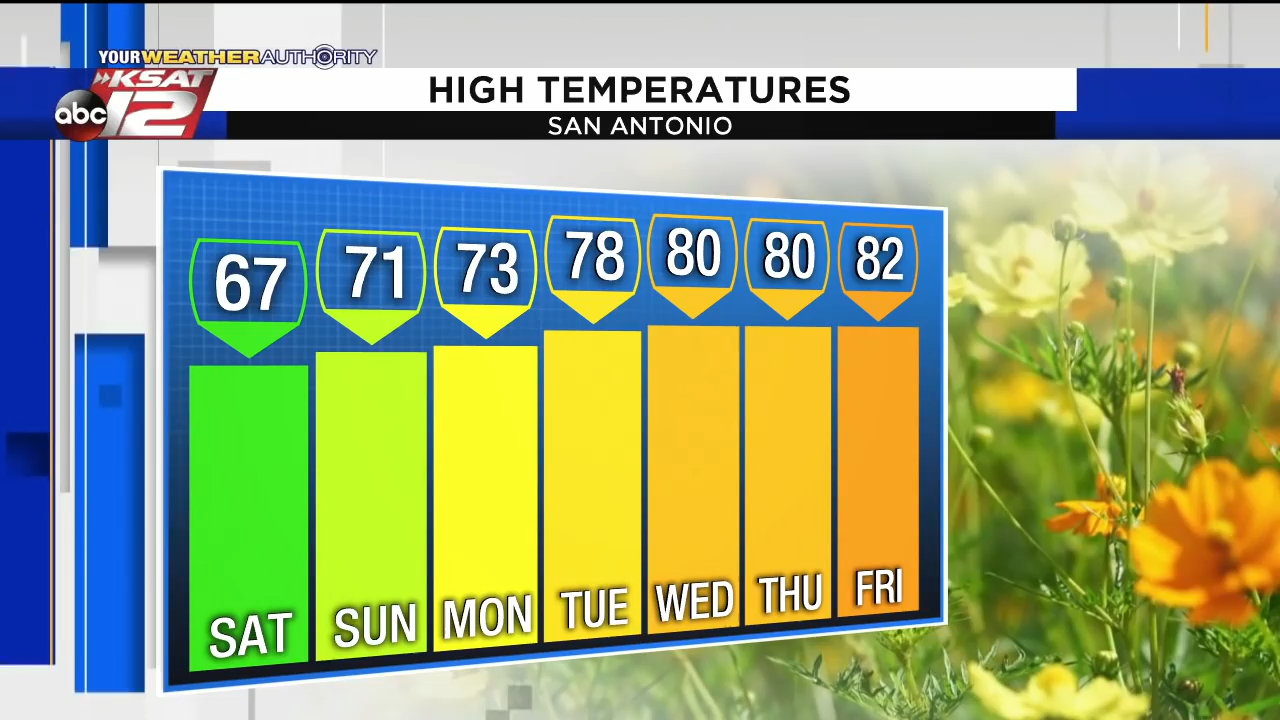 YOURWEATHERAUTHORITY
KSAT
abc 12
HIGH TEMPERATURES
SAN ANTONIO
67 71 73 78 80 80 82
SAT SUN MON TUE WED THU FRI